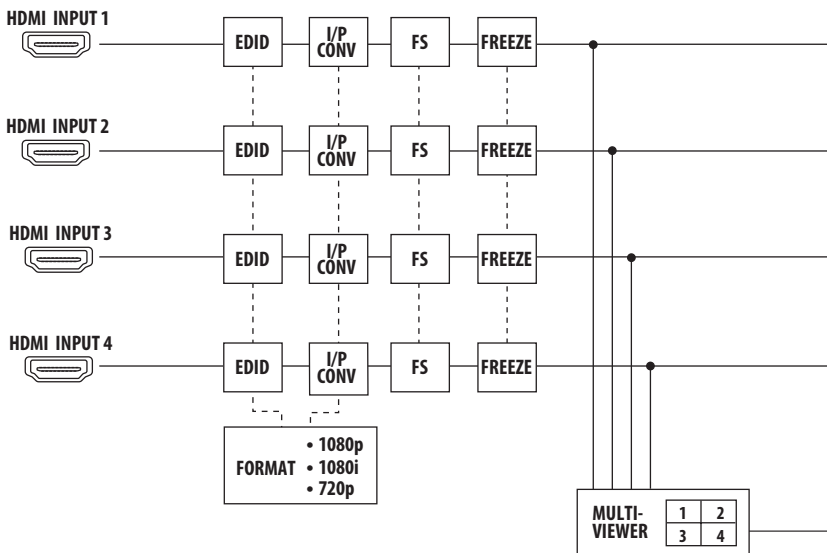 HDMI INPUT 1
EDID
I/P
CONV
FS
FREEZE
HDMI INPUT 2
EDID
I/P
CONV
FS
FREEZE
HDMI INPUT 3
EDID
I/P
CONV
FS
FREEZE
HDMI INPUT 4
EDID
I/P
CONV
FS
FREEZE
FORMAT
• 1080p
• 1080i
• 720p
MULTI-
VIEWER
1 2
3 4